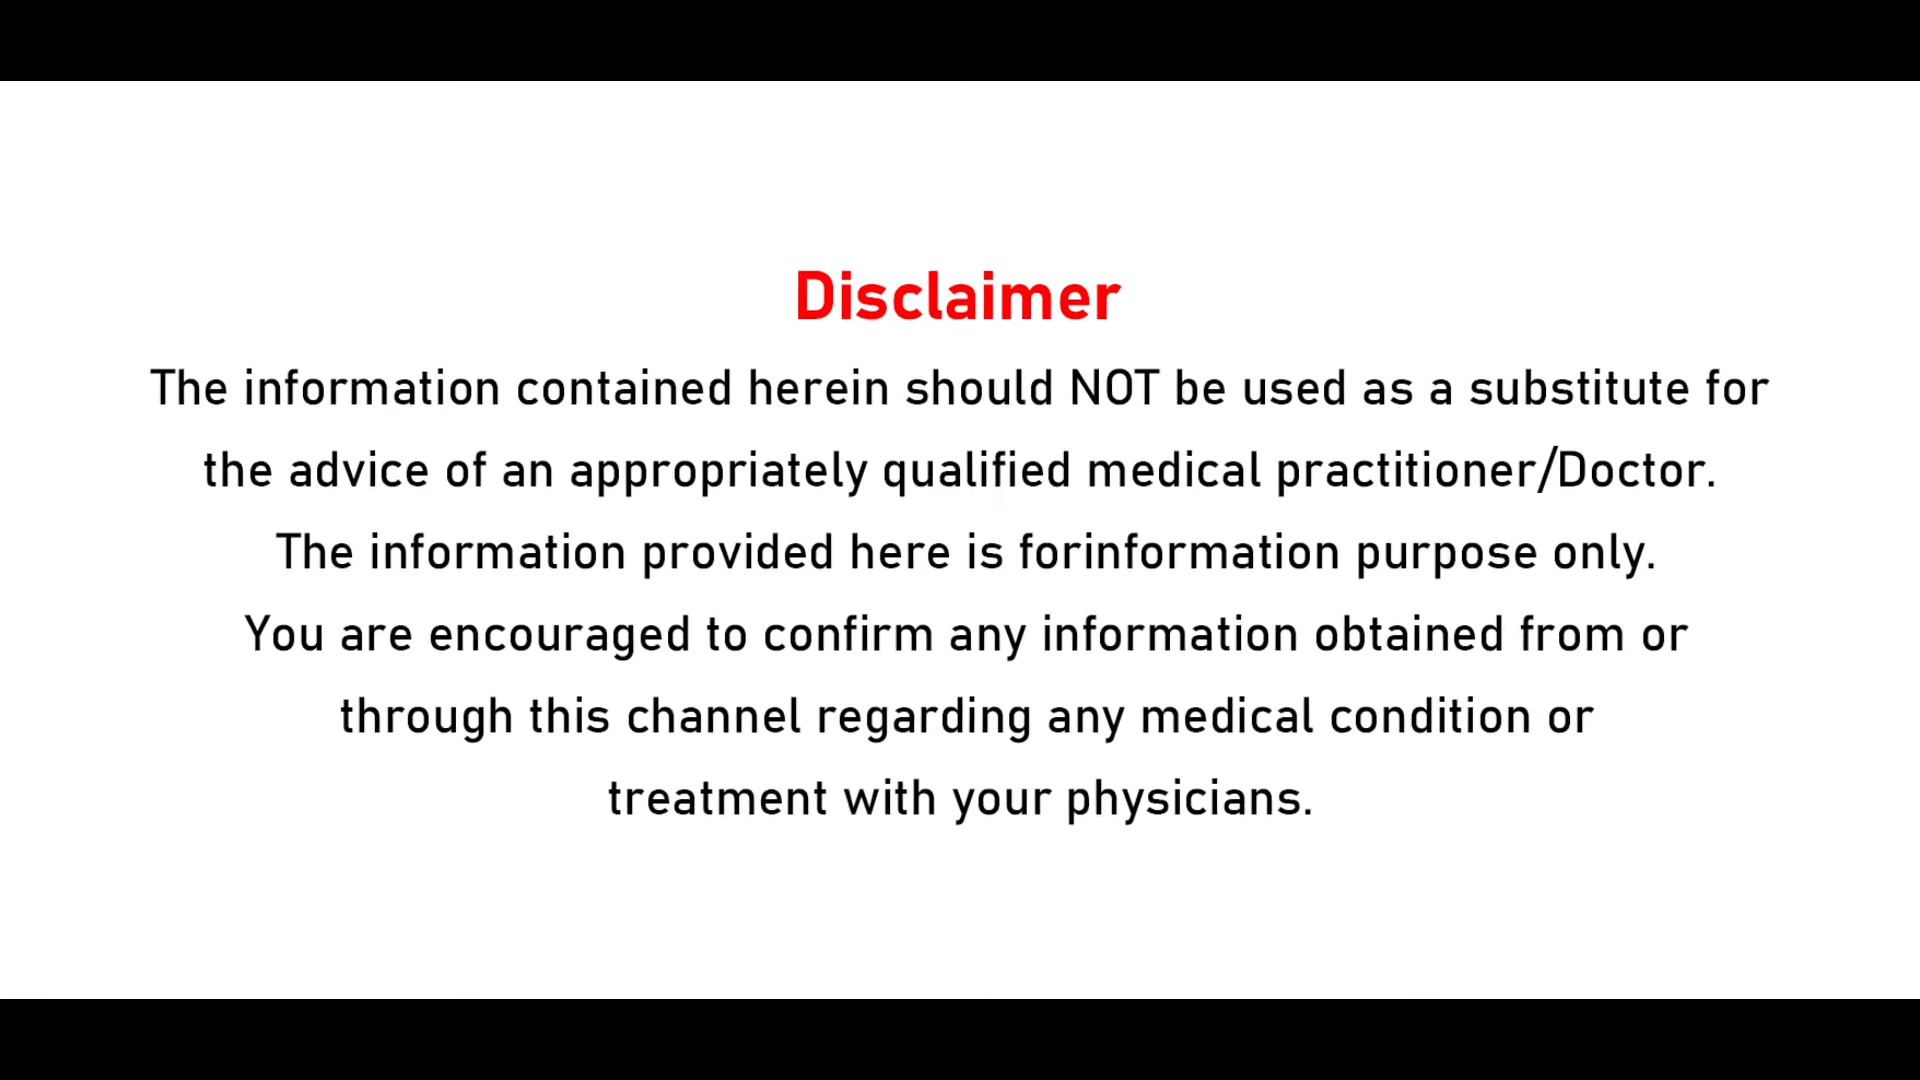 Disclaimer
The information contained herein should NOT be used as a substitute for
the advice of an appropriately qualified medical practitioner/Doctor.
The information provided here is forinformation purpose only.
You are encouraged to confirm any information obtained from or
through this channel regarding any medical condition or
treatment with your physicians.